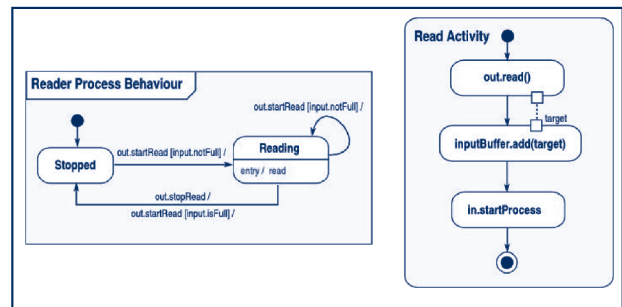 Reader Process Behaviour
out.startRead [input.notFull] /
Stopped
out.startRead [input.notFull] /
Reading
entry / read
out.stopRead /
out.startRead [input.isFull] /
Read Activity
out.read()
target
inputBuffer.add(target)
in.startProcess